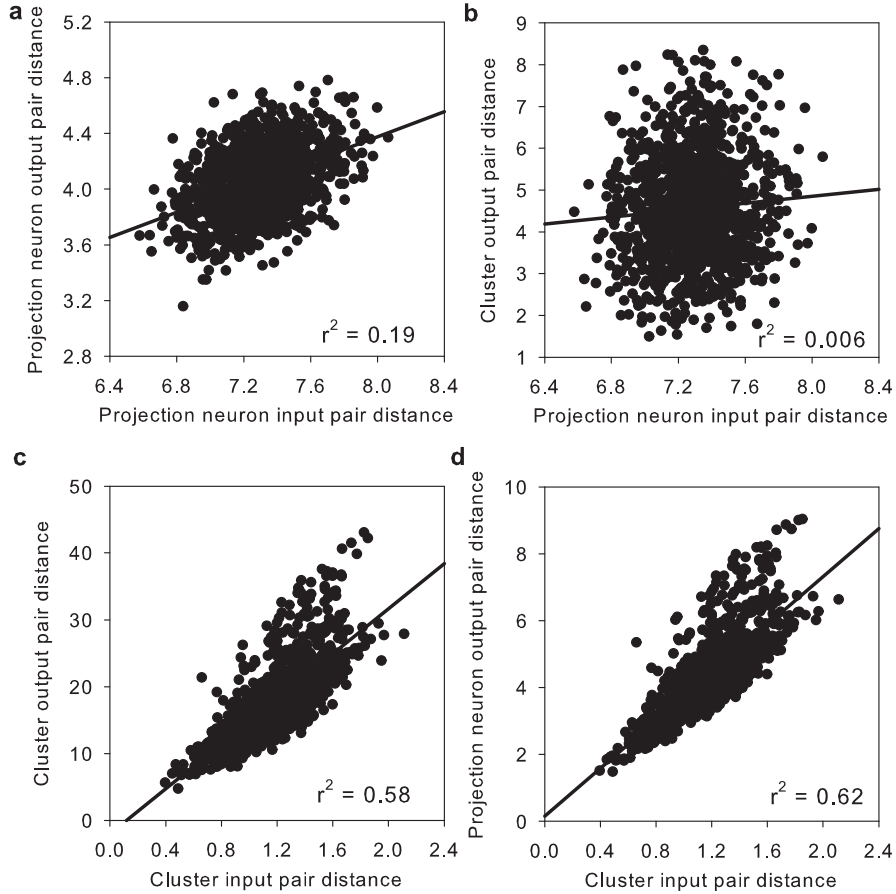 a
Projection neuron output pair distance
5.2
4.8
4.4
4.0
3.6
3.2
2.8
r² = 0.19
6.4 6.8 7.2 7.6 8.0 8.4
Projection neuron input pair distance
b
Cluster output pair distance
9
8
7
6
5
4
3
2
1
r² = 0.006
6.4 6.8 7.2 7.6 8.0 8.4
Projection neuron input pair distance
c
Cluster output pair distance
50
40
30
20
10
0
r² = 0.58
0.0 0.4 0.8 1.2 1.6 2.0 2.4
Cluster input pair distance
d
Projection neuron output pair distance
10
8
6
4
2
0
r² = 0.62
0.0 0.4 0.8 1.2 1.6 2.0 2.4
Cluster input pair distance